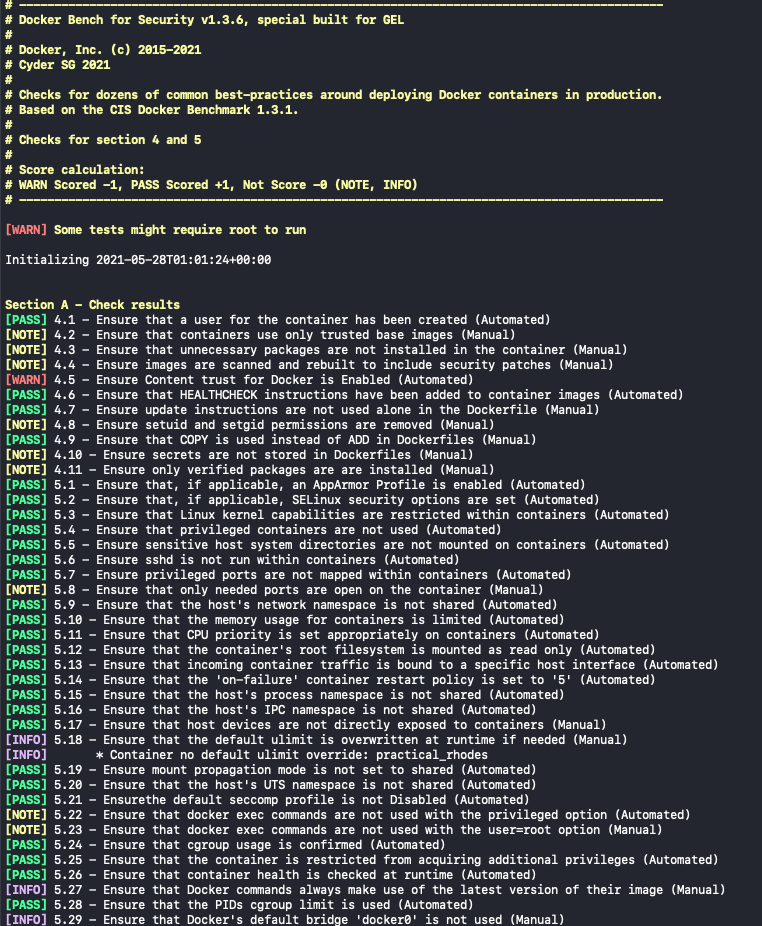 # ------------------------------------------------------------------------------------------
# Docker Bench for Security v1.3.6, special built for GEL
#
# Docker, Inc. (c) 2015-2021
# Cyder SG 2021
#
# Checks for dozens of common best-practices around deploying Docker containers in production.
# Based on the CIS Docker Benchmark 1.3.1.
#
# Checks for section 4 and 5
#
# Score calculation:
# WARN Scored -1, PASS Scored +1, Not Score -0 (NOTE, INFO)
# ------------------------------------------------------------------------------------------
[WARN] Some tests might require root to run
Initializing 2021-05-28T01:01:24+00:00
Section A - Check results
[PASS] 4.1 - Ensure that a user for the container has been created (Automated)
[NOTE] 4.2 - Ensure that containers use only trusted base images (Manual)
[NOTE] 4.3 - Ensure that unnecessary packages are not installed in the container (Manual)
[NOTE] 4.4 - Ensure images are scanned and rebuilt to include security patches (Manual)
[WARN] 4.5 - Ensure Content trust for Docker is Enabled (Automated)
[PASS] 4.6 - Ensure that HEALTHCHECK instructions have been added to container images (Automated)
[PASS] 4.7 - Ensure update instructions are not used alone in the Dockerfile (Manual)
[NOTE] 4.8 - Ensure setuid and setgid permissions are removed (Manual)
[PASS] 4.9 - Ensure that COPY is used instead of ADD in Dockerfiles (Manual)
[NOTE] 4.10 - Ensure secrets are not stored in Dockerfiles (Manual)
[NOTE] 4.11 - Ensure only verified packages are are installed (Manual)
[PASS] 5.1 - Ensure that, if applicable, an AppArmor Profile is enabled (Automated)
[PASS] 5.2 - Ensure that, if applicable, SELinux security options are set (Automated)
[PASS] 5.3 - Ensure that Linux kernel capabilities are restricted within containers (Automated)
[PASS] 5.4 - Ensure that privileged containers are not used (Automated)
[PASS] 5.5 - Ensure sensitive host system directories are not mounted on containers (Automated)
[PASS] 5.6 - Ensure sshd is not run within containers (Automated)
[PASS] 5.7 - Ensure privileged ports are not mapped within containers (Automated)
[NOTE] 5.8 - Ensure that only needed ports are open on the container (Manual)
[PASS] 5.9 - Ensure that the host's network namespace is not shared (Automated)
[PASS] 5.10 - Ensure that the memory usage for containers is limited (Automated)
[PASS] 5.11 - Ensure that CPU priority is set appropriately on containers (Automated)
[PASS] 5.12 - Ensure that the container's root filesystem is mounted as read only (Automated)
[PASS] 5.13 - Ensure that incoming container traffic is bound to a specific host interface (Automated)
[PASS] 5.14 - Ensure that the 'on-failure' container restart policy is set to '5' (Automated)
[PASS] 5.15 - Ensure that the host's process namespace is not shared (Automated)
[PASS] 5.16 - Ensure that the host's IPC namespace is not shared (Automated)
[PASS] 5.17 - Ensure that host devices are not directly exposed to containers (Manual)
[INFO] 5.18 - Ensure that the default ulimit is overwritten at runtime if needed (Manual)
[INFO] * Container no default ulimit override: practical_rhodes
[PASS] 5.19 - Ensure mount propagation mode is not set to shared (Automated)
[PASS] 5.20 - Ensure that the host's UTS namespace is not shared (Automated)
[PASS] 5.21 - Ensurethe default seccomp profile is not Disabled (Automated)
[NOTE] 5.22 - Ensure that docker exec commands are not used with the privileged option (Automated)
[NOTE] 5.23 - Ensure that docker exec commands are not used with the user=root option (Manual)
[PASS] 5.24 - Ensure that cgroup usage is confirmed (Automated)
[PASS] 5.25 - Ensure that the container is restricted from acquiring additional privileges (Automated)
[PASS] 5.26 - Ensure that container health is checked at runtime (Automated)
[INFO] 5.27 - Ensure that Docker commands always make use of the latest version of their image (Manual)
[PASS] 5.28 - Ensure that the PIDs cgroup limit is used (Automated)
[INFO] 5.29 - Ensure that Docker's default bridge 'docker0' is not used (Manual)